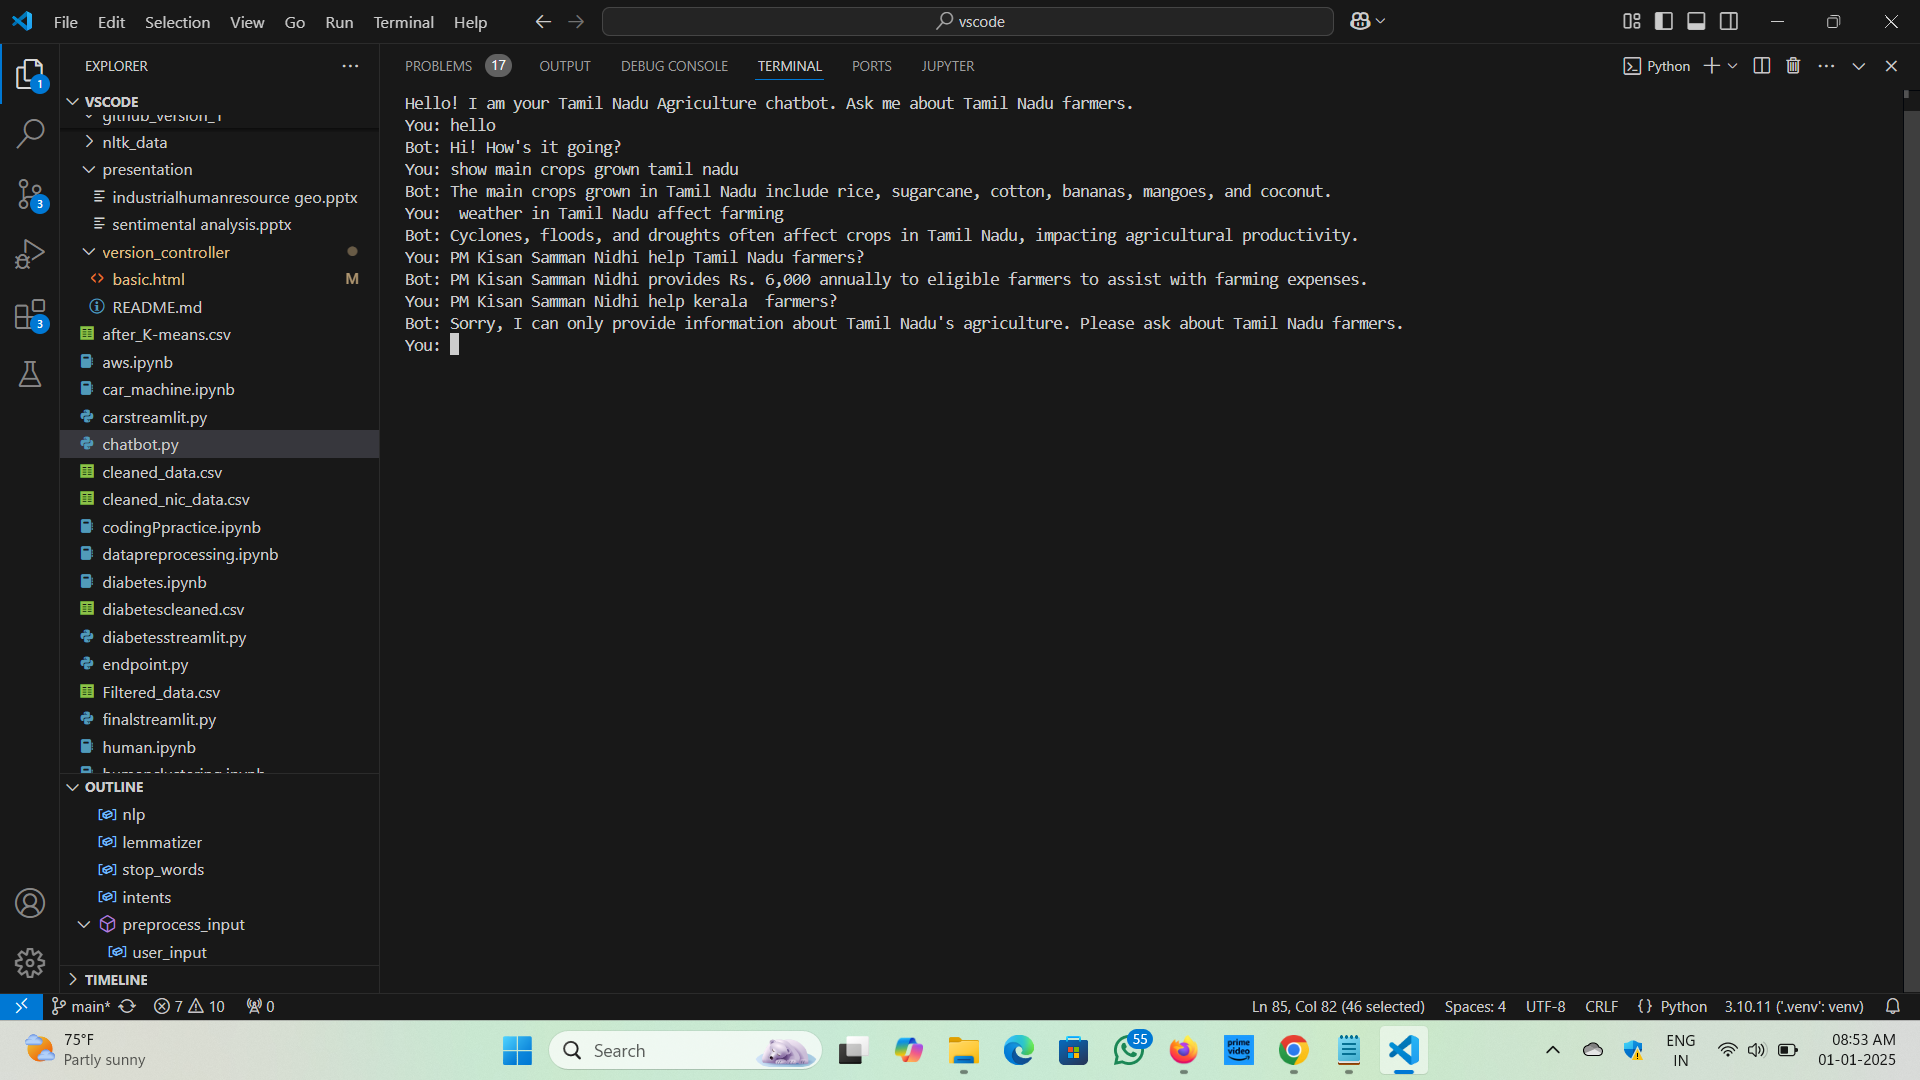 File Edit Selection View Go Run Terminal Help
vscode
EXPLORER
VSCODE
github_version_1
nltk_data
presentation
industrialhumanresource geo.pptx
sentimental analysis.pptx
version_controller
basic.html M
README.md
after_K-means.csv
aws.ipynb
car_machine.ipynb
carstreamlit.py
chatbot.py
cleaned_data.csv
cleaned_nic_data.csv
codingPpractice.ipynb
datapreprocessing.ipynb
diabetes.ipynb
diabetescleaned.csv
diabetesstreamlit.py
endpoint.py
Filtered_data.csv
finalstreamlit.py
human.ipynb
OUTLINE
nlp
lemmatizer
stop_words
intents
preprocess_input
user_input
TIMELINE
1
3
3
PROBLEMS 17 OUTPUT DEBUG CONSOLE TERMINAL PORTS JUPYTER
Python
Hello! I am your Tamil Nadu Agriculture chatbot. Ask me about Tamil Nadu farmers.
You: hello
Bot: Hi! How's it going?
You: show main crops grown tamil nadu
Bot: The main crops grown in Tamil Nadu include rice, sugarcane, cotton, bananas, mangoes, and coconut.
You:  weather in Tamil Nadu affect farming
Bot: Cyclones, floods, and droughts often affect crops in Tamil Nadu, impacting agricultural productivity.
You: PM Kisan Samman Nidhi help Tamil Nadu farmers?
Bot: PM Kisan Samman Nidhi provides Rs. 6,000 annually to eligible farmers to assist with farming expenses.
You: PM Kisan Samman Nidhi help kerala  farmers?
Bot: Sorry, I can only provide information about Tamil Nadu's agriculture. Please ask about Tamil Nadu farmers.
You:
main* 7 10 0
Ln 85, Col 82 (46 selected) Spaces: 4 UTF-8 CRLF {} Python 3.10.11 ('.venv': venv)
75°F
Partly sunny
Search
55
prime video
ENG
IN
08:53 AM
01-01-2025